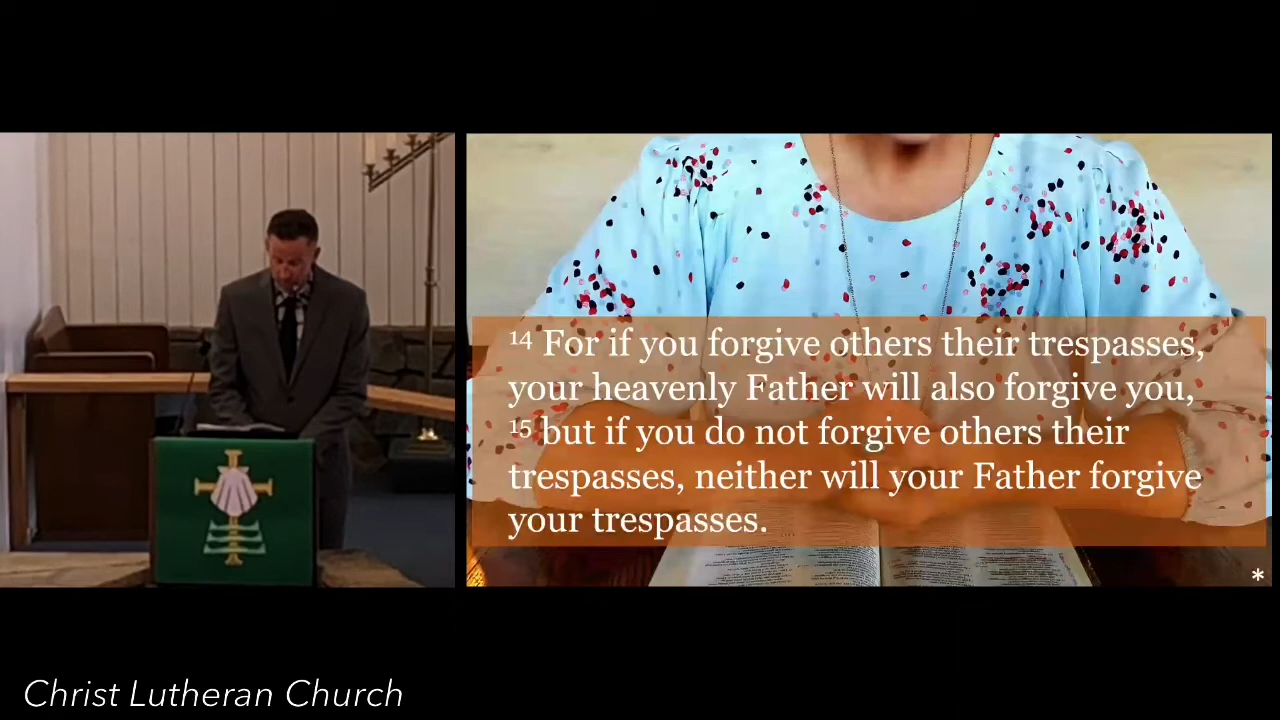 ¹⁴ For if you forgive others their trespasses,
your heavenly Father will also forgive you,
¹⁵ but if you do not forgive others their
trespasses, neither will your Father forgive
your trespasses.
*
Christ Lutheran Church